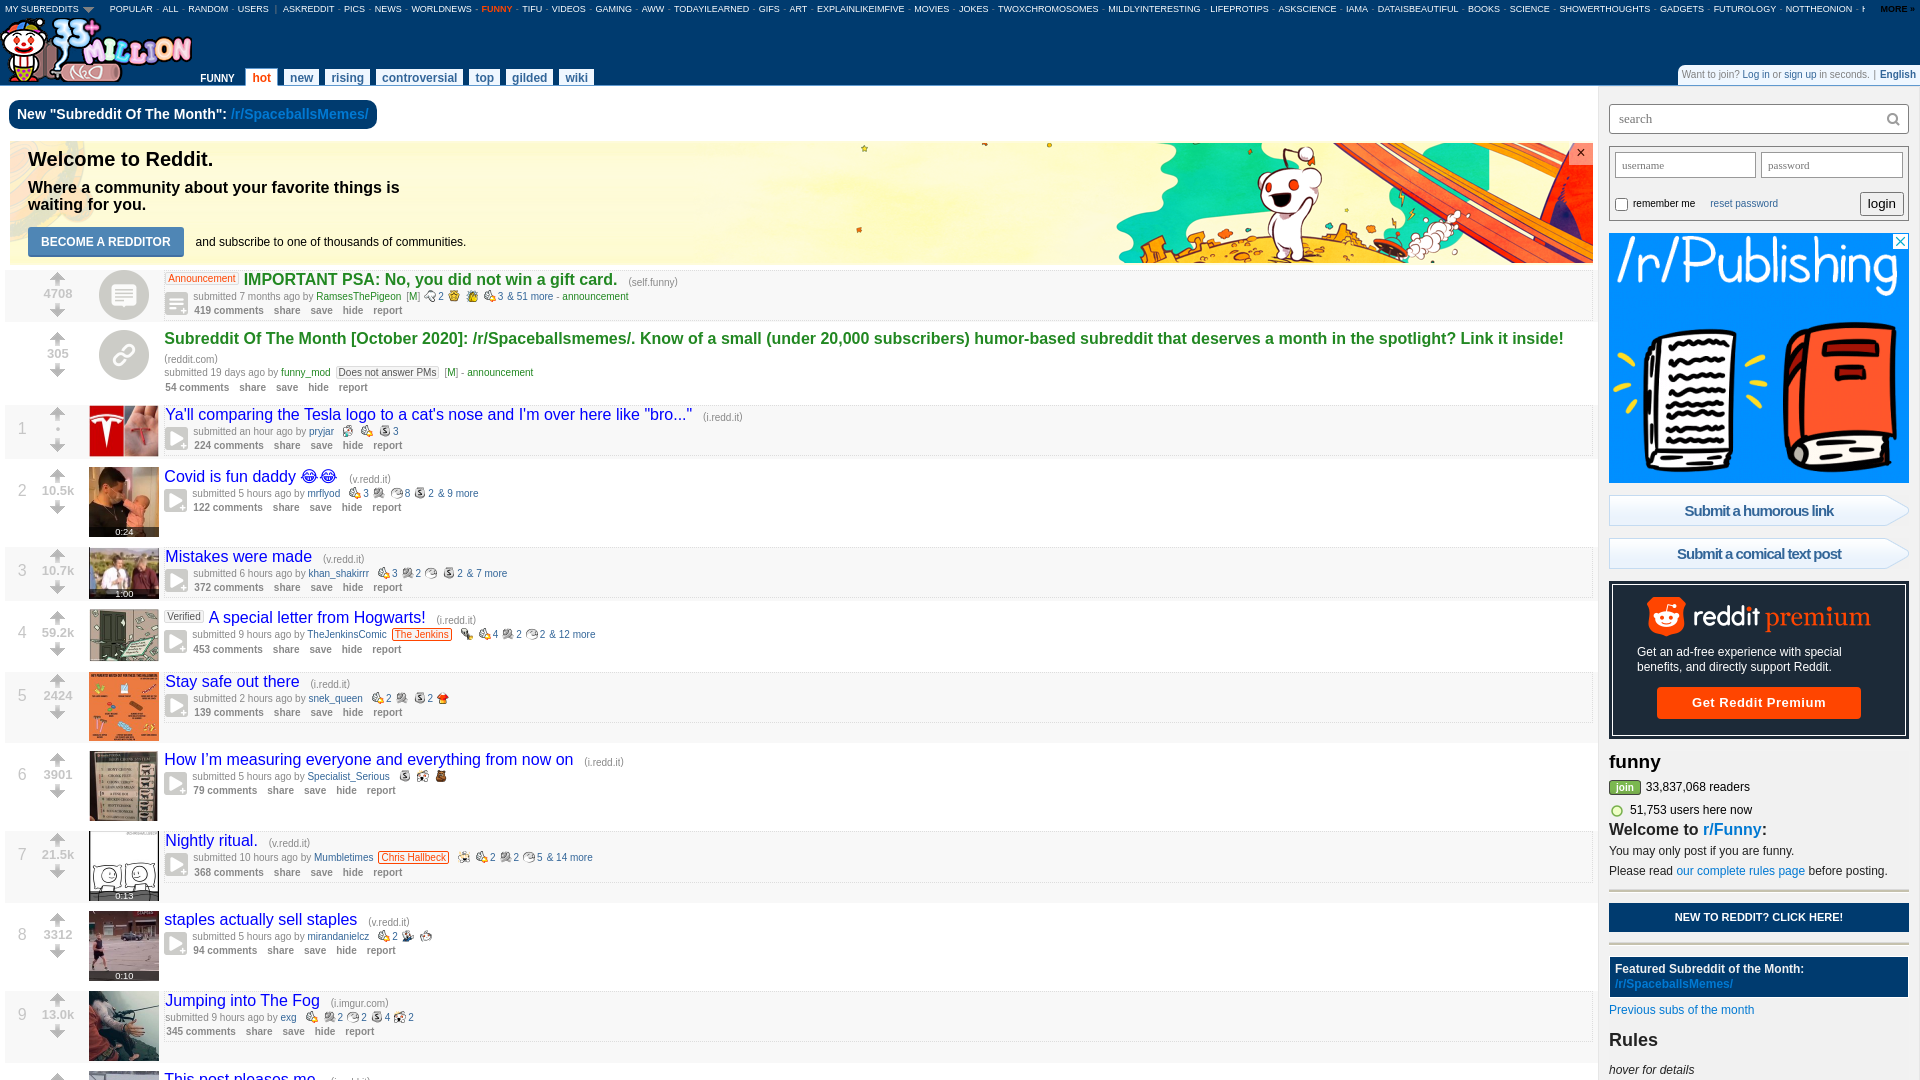 MY SUBREDDITS POPULAR - ALL - RANDOM - USERS | ASKREDDIT - PICS - NEWS - WORLDNEWS - FUNNY - TIFU - VIDEOS - GAMING - AWW - TODAYILEARNED - GIFS - ART - EXPLAINLIKEIMFIVE - MOVIES - JOKES - TWOXCHROMOSOMES - MILDLYINTERESTING - LIFEPROTIPS - ASKSCIENCE - IAMA - DATAISBEAUTIFUL - BOOKS - SCIENCE - SHOWERTHOUGHTS - GADGETS - FUTUROLOGY - NOTTHEONION - MORE »
33+ MILLION
FUNNY hot new rising controversial top gilded wiki
Want to join? Log in or sign up in seconds. | English
New "Subreddit Of The Month": /r/SpaceballsMemes/
Welcome to Reddit.
Where a community about your favorite things is
waiting for you.
BECOME A REDDITOR and subscribe to one of thousands of communities.
×
4708
Announcement IMPORTANT PSA: No, you did not win a gift card. (self.funny)
submitted 7 months ago by RamsesThePigeon [M] 2 3 & 51 more - announcement
419 comments share save hide report
305
Subreddit Of The Month [October 2020]: /r/Spaceballsmemes/. Know of a small (under 20,000 subscribers) humor-based subreddit that deserves a month in the spotlight? Link it inside!
(reddit.com)
submitted 19 days ago by funny_mod Does not answer PMs [M] - announcement
54 comments share save hide report
1
•
Ya'll comparing the Tesla logo to a cat's nose and I'm over here like "bro..." (i.redd.it)
submitted an hour ago by pryjar 3
224 comments share save hide report
2
10.5k
0:24
Covid is fun daddy 😂😂 (v.redd.it)
submitted 5 hours ago by mrflyod 3 8 2 & 9 more
122 comments share save hide report
3
10.7k
1:00
Mistakes were made (v.redd.it)
submitted 6 hours ago by khan_shakirrr 3 2 2 & 7 more
372 comments share save hide report
4
59.2k
Verified A special letter from Hogwarts! (i.redd.it)
submitted 9 hours ago by TheJenkinsComic The Jenkins 4 2 2 & 12 more
453 comments share save hide report
5
2424
Stay safe out there (i.redd.it)
submitted 2 hours ago by snek_queen 2 2
139 comments share save hide report
6
3901
How I'm measuring everyone and everything from now on (i.redd.it)
submitted 5 hours ago by Specialist_Serious
79 comments share save hide report
7
21.5k
0:13
Nightly ritual. (v.redd.it)
submitted 10 hours ago by Mumbletimes Chris Hallbeck 2 2 5 & 14 more
368 comments share save hide report
8
3312
0:10
staples actually sell staples (v.redd.it)
submitted 5 hours ago by mirandanielcz 2
94 comments share save hide report
9
13.0k
Jumping into The Fog (i.imgur.com)
submitted 9 hours ago by exg 2 2 4 2
345 comments share save hide report
This post pleases me
search
username password
remember me reset password login
/r/Publishing
Submit a humorous link
Submit a comical text post
reddit premium
Get an ad-free experience with special
benefits, and directly support Reddit.
Get Reddit Premium
funny
join 33,837,068 readers
51,753 users here now
Welcome to r/Funny:
You may only post if you are funny.
Please read our complete rules page before posting.
NEW TO REDDIT? CLICK HERE!
Featured Subreddit of the Month:
/r/SpaceballsMemes/
Previous subs of the month
Rules
hover for details